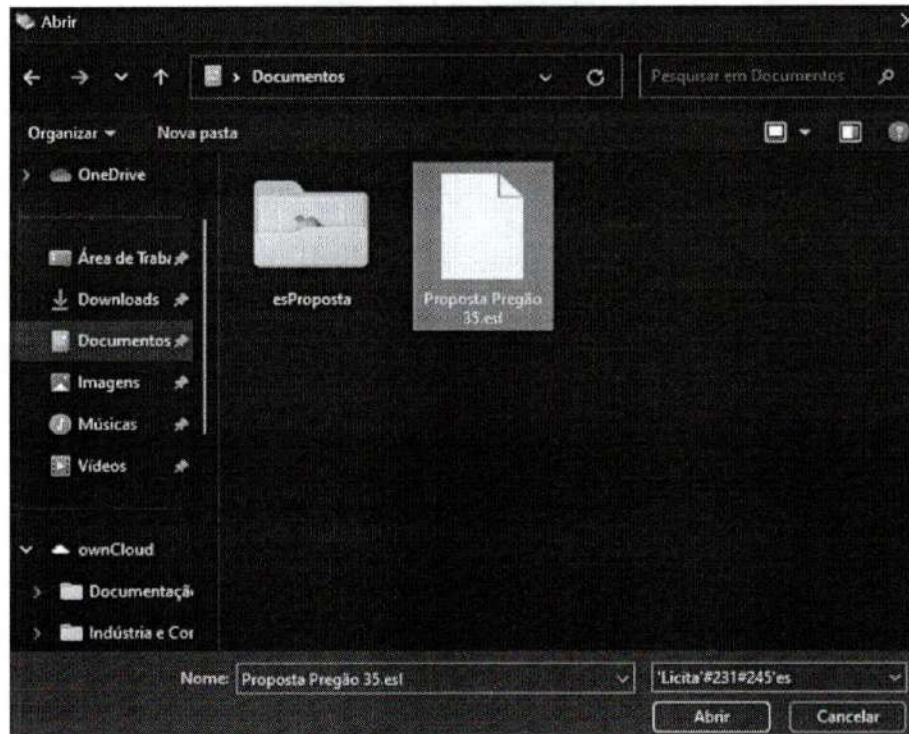 Abrir
Documentos
Pesquisar em Documentos
Organizar
Nova pasta
OneDrive
Área de Traba
Downloads
Documentos
Imagens
Músicas
Vídeos
ownCloud
Documentaçã
Indústria e Cor
esProposta
Proposta Pregão
35.esl
Nome: Proposta Pregão 35.esl
'Licita'#231#245'es
Abrir
Cancelar